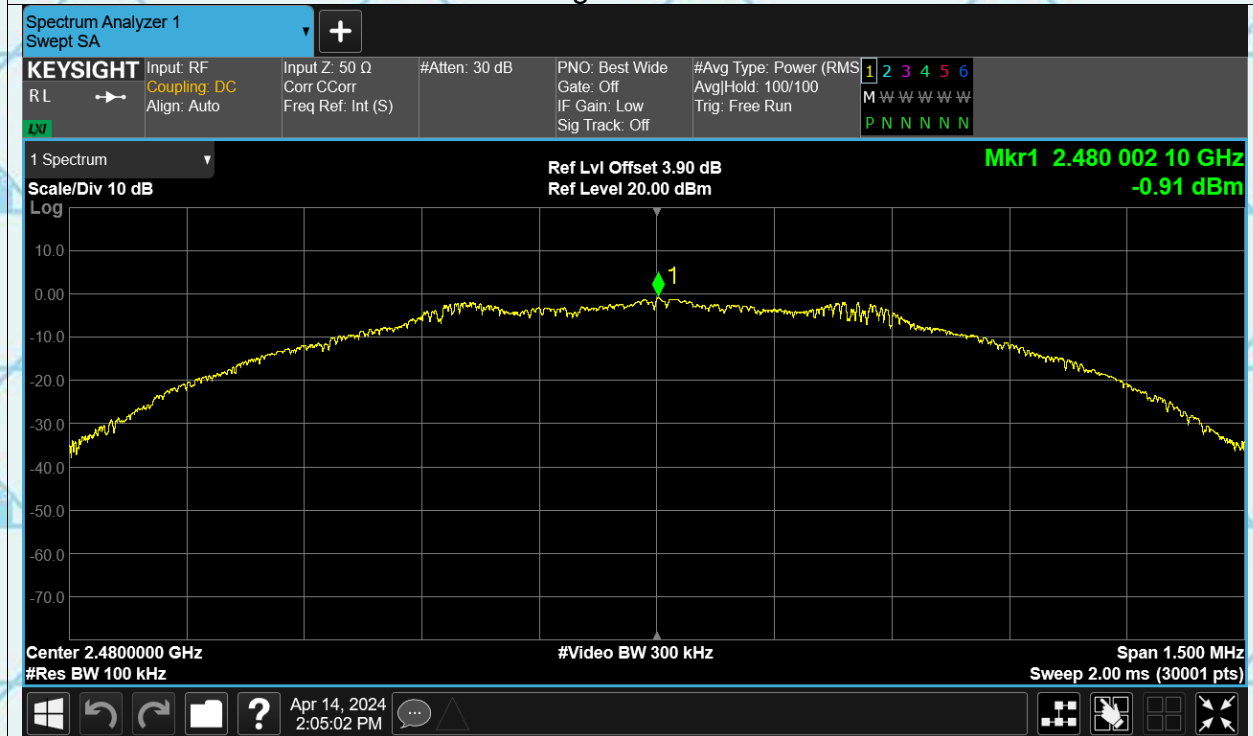 Spectrum Analyzer 1
Swept SA
+
KEYSIGHT
RL
LXI
Input: RF
Coupling: DC
Align: Auto
Input Z: 50 Ω
Corr CCorr
Freq Ref: Int (S)
#Atten: 30 dB
PNO: Best Wide
Gate: Off
IF Gain: Low
Sig Track: Off
#Avg Type: Power (RMS
Avg|Hold: 100/100
Trig: Free Run
1 2 3 4 5 6
M W W W W W
P N N N N N
1 Spectrum
Scale/Div 10 dB
Log
Ref Lvl Offset 3.90 dB
Ref Level 20.00 dBm
Mkr1 2.480 002 10 GHz
-0.91 dBm
1
10.0
0.00
-10.0
-20.0
-30.0
-40.0
-50.0
-60.0
-70.0
Center 2.4800000 GHz
#Res BW 100 kHz
#Video BW 300 kHz
Span 1.500 MHz
Sweep 2.00 ms (30001 pts)
?
Apr 14, 2024
2:05:02 PM